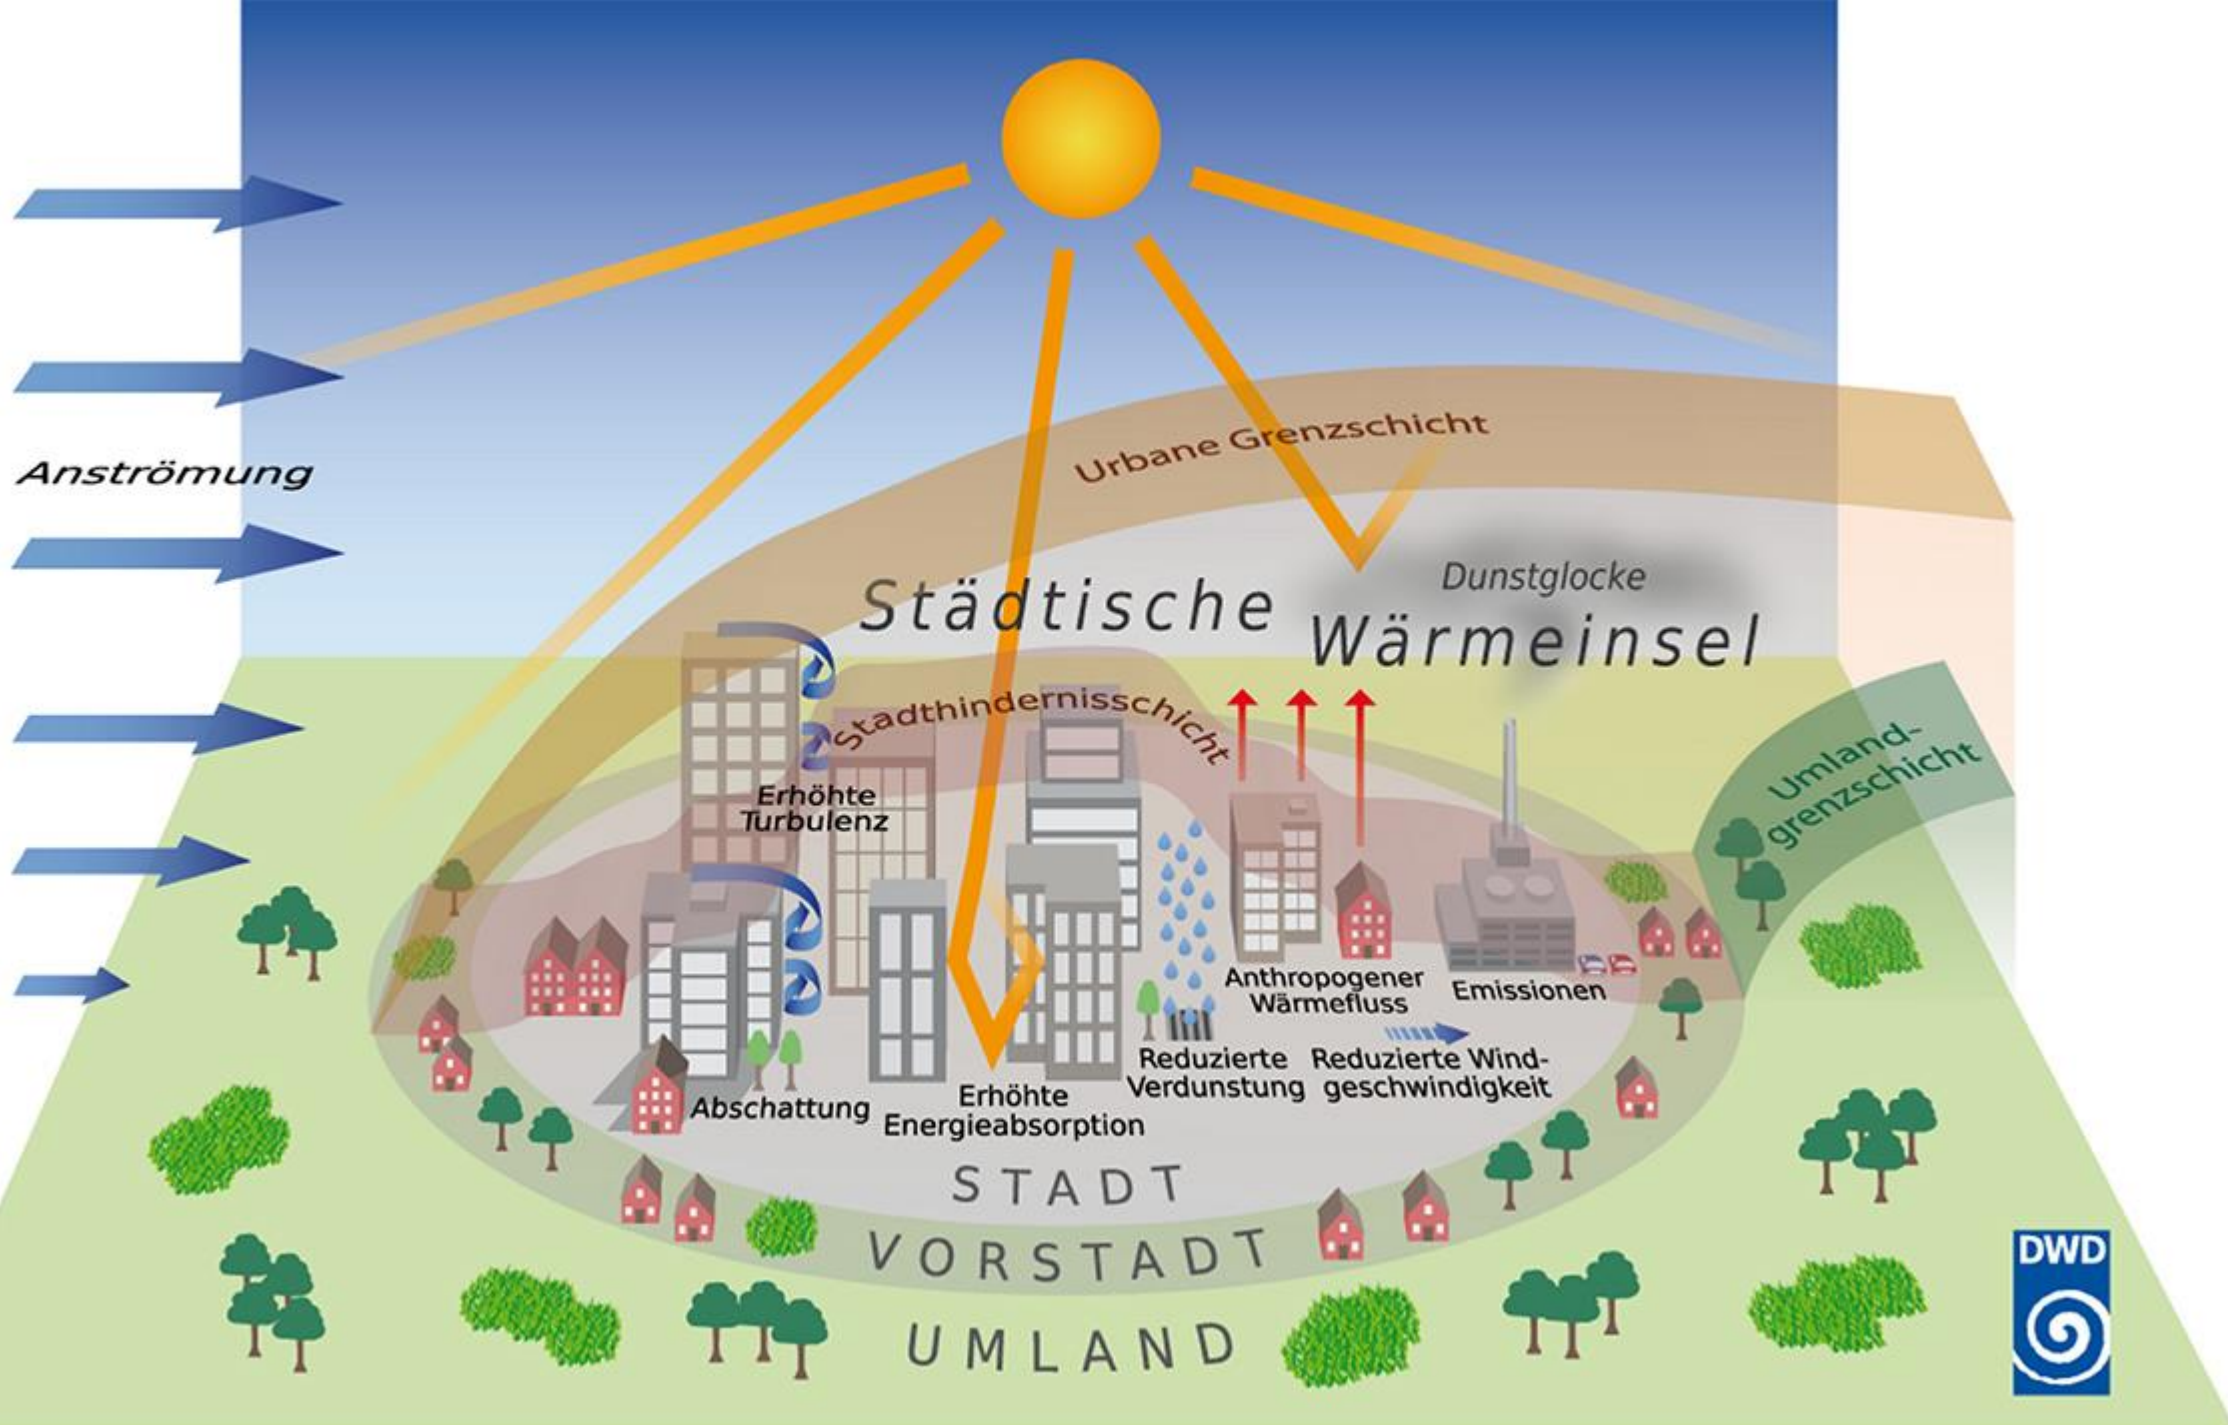 Anströmung
Urbane Grenzschicht
Dunstglocke
Städtische
Wärmeinsel
Stadthindernisschicht
Umland-
grenzschicht
Erhöhte
Turbulenz
Anthropogener
Wärmefluss
Emissionen
Reduzierte
Verdunstung
Reduzierte Wind-
geschwindigkeit
Abschattung
Erhöhte
Energieabsorption
STADT
VORSTADT
UMLAND
DWD